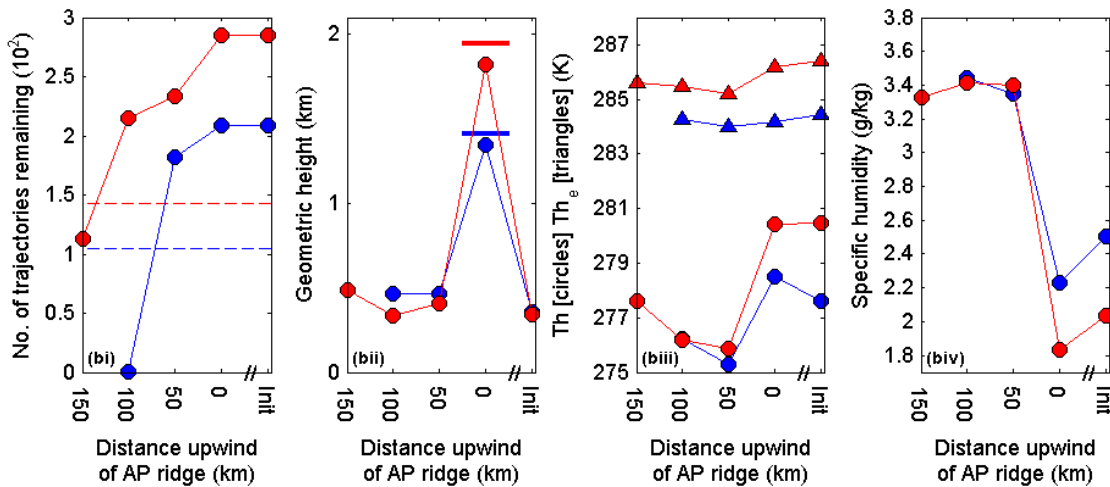 No. of trajectories remaining (10²)
3
2.5
2
1.5
1
0.5
0
(bi)
150
100
50
0
//
Init
Distance upwind
of AP ridge (km)
Geometric height (km)
2
1
0
(bii)
150
100
50
0
//
Init
Distance upwind
of AP ridge (km)
Th [circles] Thₑ [triangles] (K)
287
285
283
281
279
277
275
(biii)
150
100
50
0
//
Init
Distance upwind
of AP ridge (km)
Specific humidity (g/kg)
3.8
3.6
3.4
3.2
3
2.8
2.6
2.4
2.2
2
1.8
(biv)
150
100
50
0
//
Init
Distance upwind
of AP ridge (km)